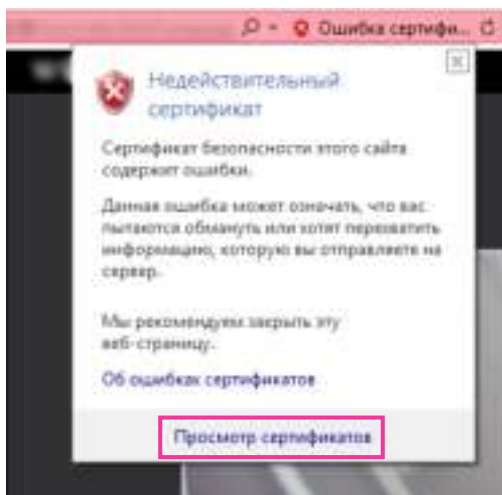 Ошибка сертифи...
Недействительный
сертификат
Сертификат безопасности этого сайта
содержит ошибки.
Данная ошибка может означать, что вас
пытаются обмануть или хотят перехватить
информацию, которую вы отправляете на
сервер.
Мы рекомендуем закрыть эту
веб-страницу.
Об ошибках сертификатов
Просмотр сертификатов